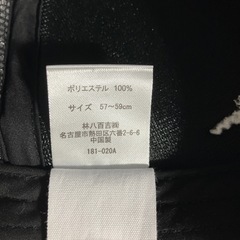 ポリエステル 100%
サイズ 57〜59cm
林八百吉㈱
名古屋市熱田区六番2-6-6
中国製
181-020A